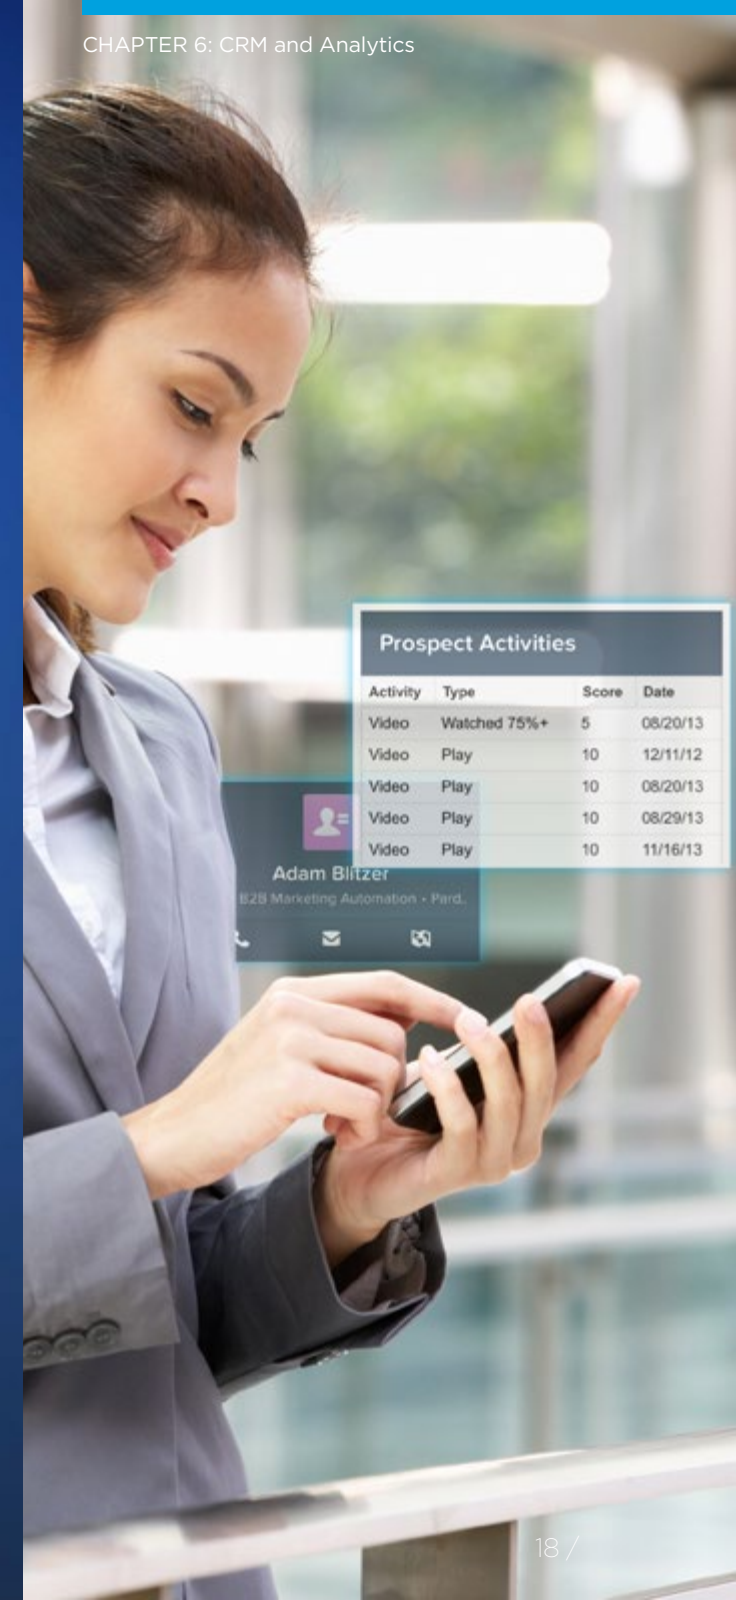 CHAPTER 6: CRM and Analytics
Prospect Activities
Activity Type Score Date
Video Watched 75%+ 5 08/20/13
Video Play 10 12/11/12
Video Play 10 08/20/13
Video Play 10 08/29/13
Video Play 10 11/16/13
Adam Blitzer
B2B Marketing Automation • Pard..
18 /